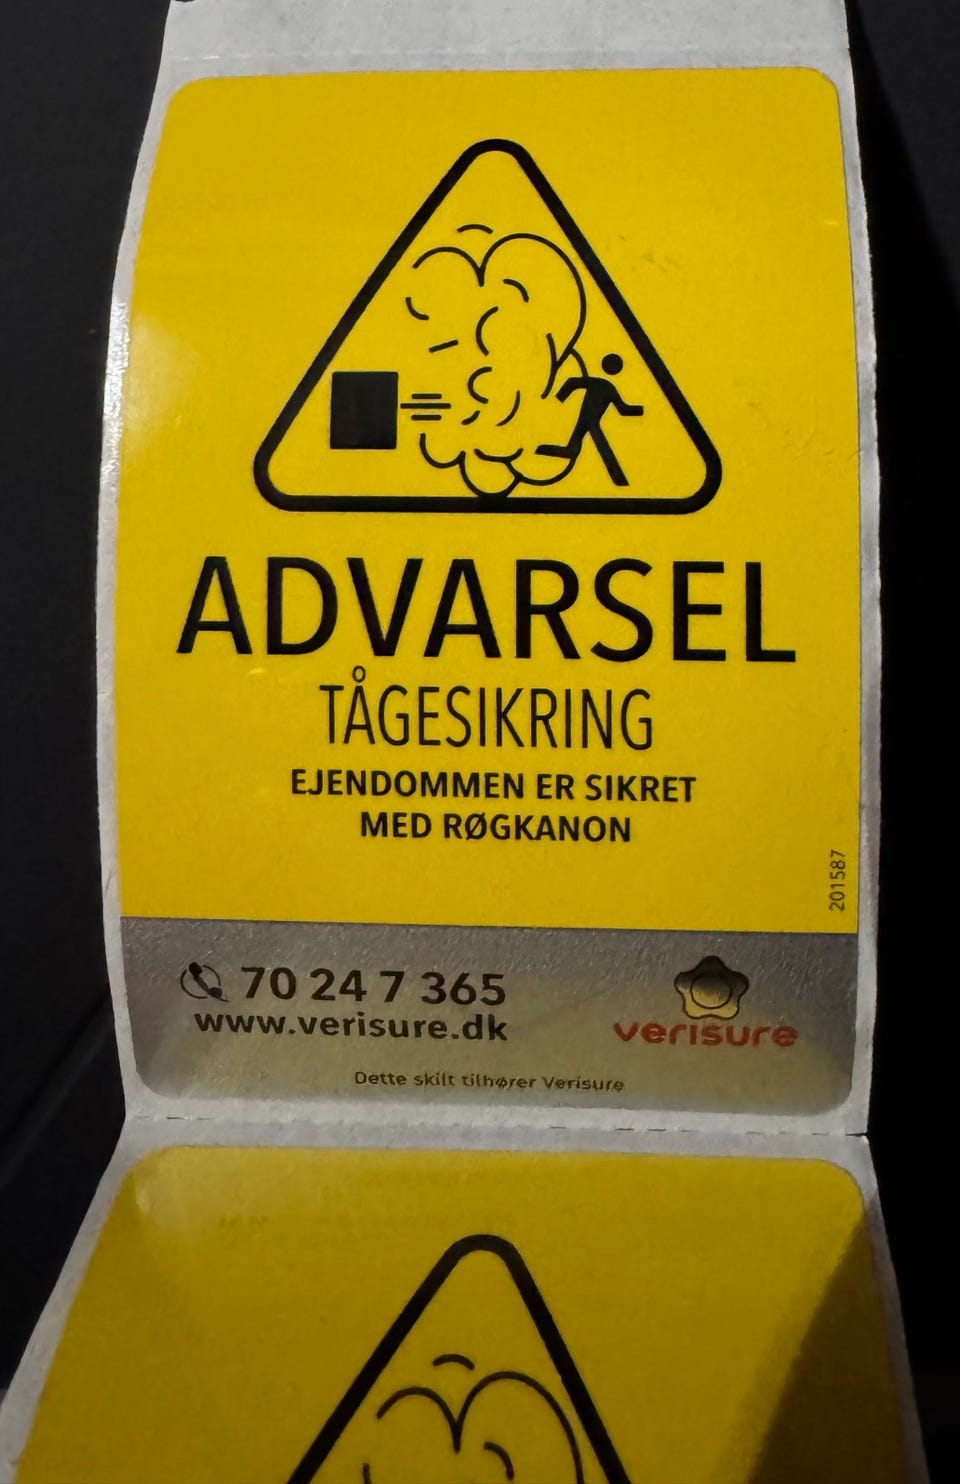 ADVARSEL
TÅGESIKRING
EJENDOMMEN ER SIKRET
MED RØGKANON
201587
70 24 7 365
www.verisure.dk
verisure
Dette skilt tilhører Verisure